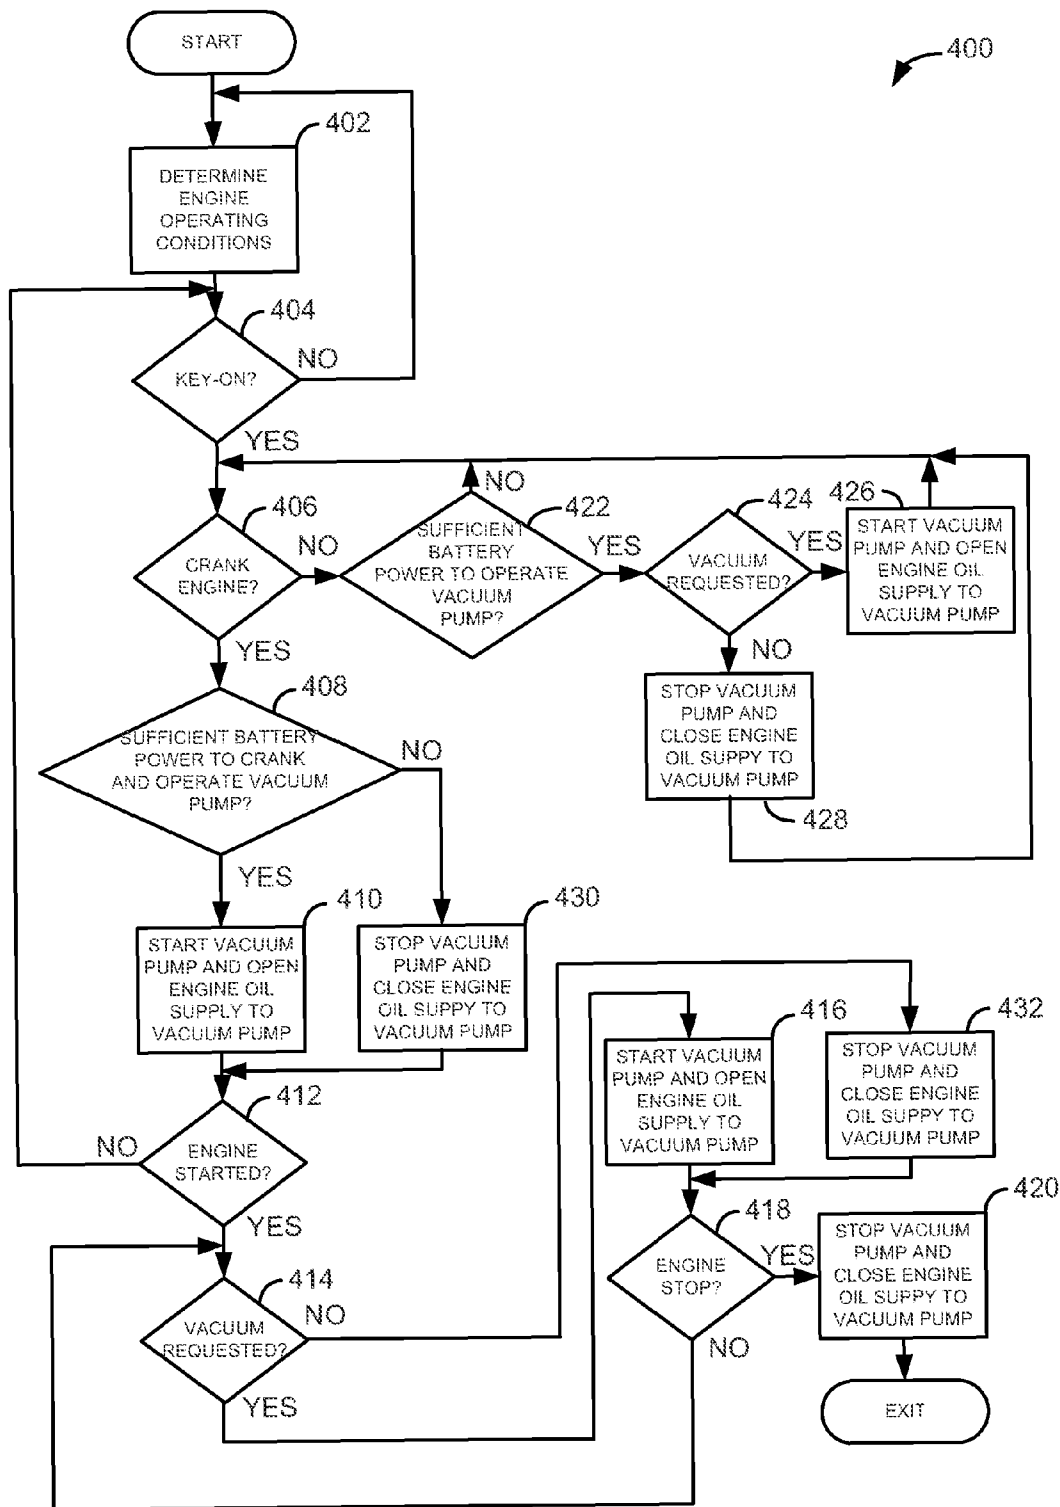 START
400
402
DETERMINE
ENGINE
OPERATING
CONDITIONS
404
KEY-ON?
NO
YES
406
CRANK
ENGINE?
NO
YES
422
SUFFICIENT
BATTERY
POWER TO OPERATE
VACUUM
PUMP?
NO
YES
424
VACUUM
REQUESTED?
YES
NO
426
START VACUUM
PUMP AND OPEN
ENGINE OIL
SUPPLY TO
VACUUM PUMP
STOP VACUUM
PUMP AND
CLOSE ENGINE
OIL SUPPY TO
VACUUM PUMP
428
408
SUFFICIENT BATTERY
POWER TO CRANK
AND OPERATE VACUUM
PUMP?
NO
YES
410
START VACUUM
PUMP AND OPEN
ENGINE OIL
SUPPLY TO
VACUUM PUMP
430
STOP VACUUM
PUMP AND
CLOSE ENGINE
OIL SUPPY TO
VACUUM PUMP
412
ENGINE
STARTED?
NO
YES
414
VACUUM
REQUESTED?
NO
YES
416
START VACUUM
PUMP AND OPEN
ENGINE OIL
SUPPLY TO
VACUUM PUMP
432
STOP VACUUM
PUMP AND
CLOSE ENGINE
OIL SUPPY TO
VACUUM PUMP
418
ENGINE
STOP?
YES
NO
420
STOP VACUUM
PUMP AND
CLOSE ENGINE
OIL SUPPY TO
VACUUM PUMP
EXIT